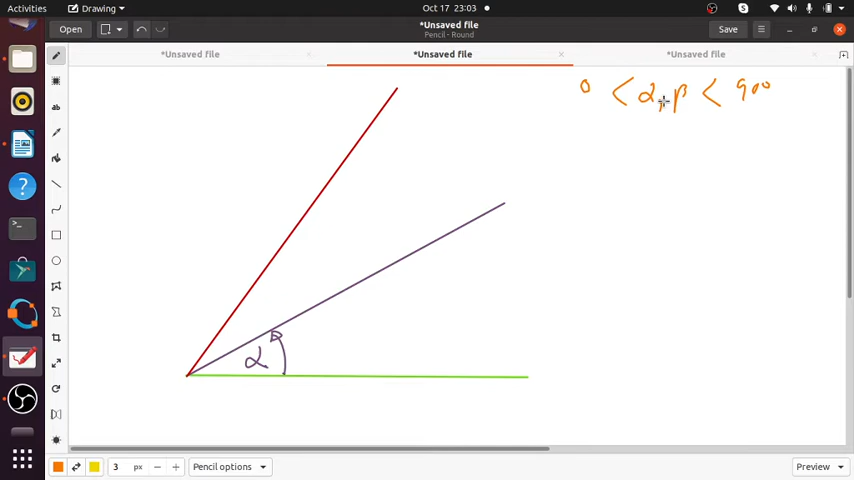 Activities Drawing Oct 17 23:03
Open *Unsaved file Save
Pencil - Round
*Unsaved file *Unsaved file *Unsaved file
0 < α, β < 90°
α
3 px Pencil options Preview